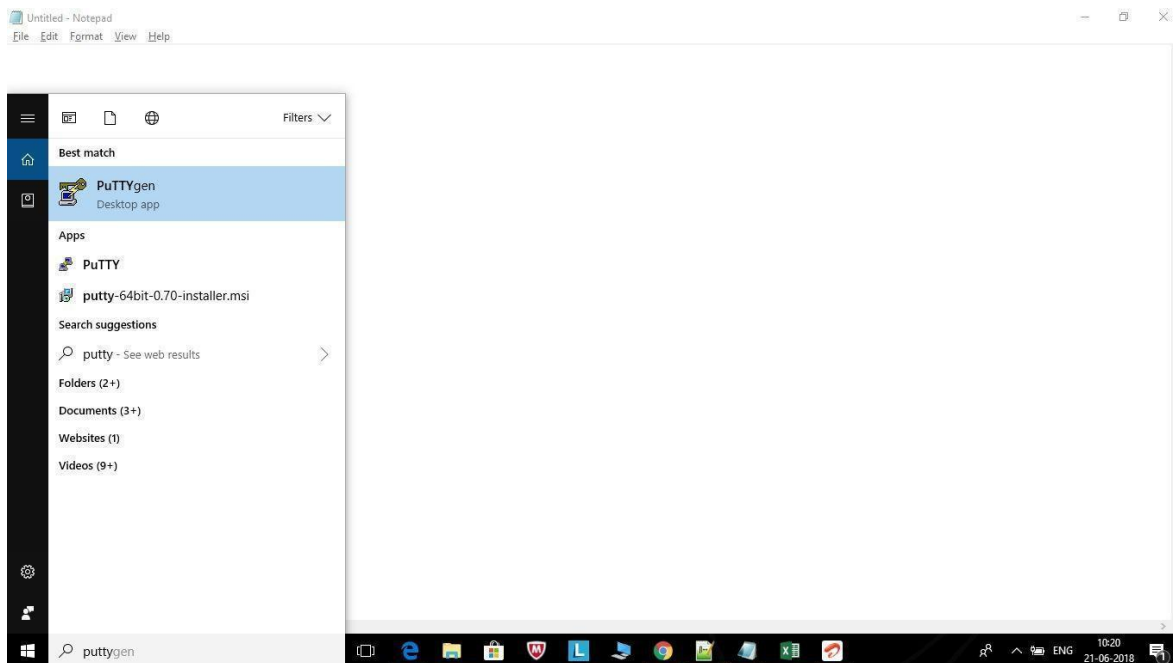 Untitled - Notepad
File Edit Format View Help
Filters
Best match
PuTTYgen
Desktop app
Apps
PuTTY
putty-64bit-0.70-installer.msi
Search suggestions
putty - See web results
Folders (2+)
Documents (3+)
Websites (1)
Videos (9+)
puttygen
L
X
ENG
10:20
21-06-2018
1